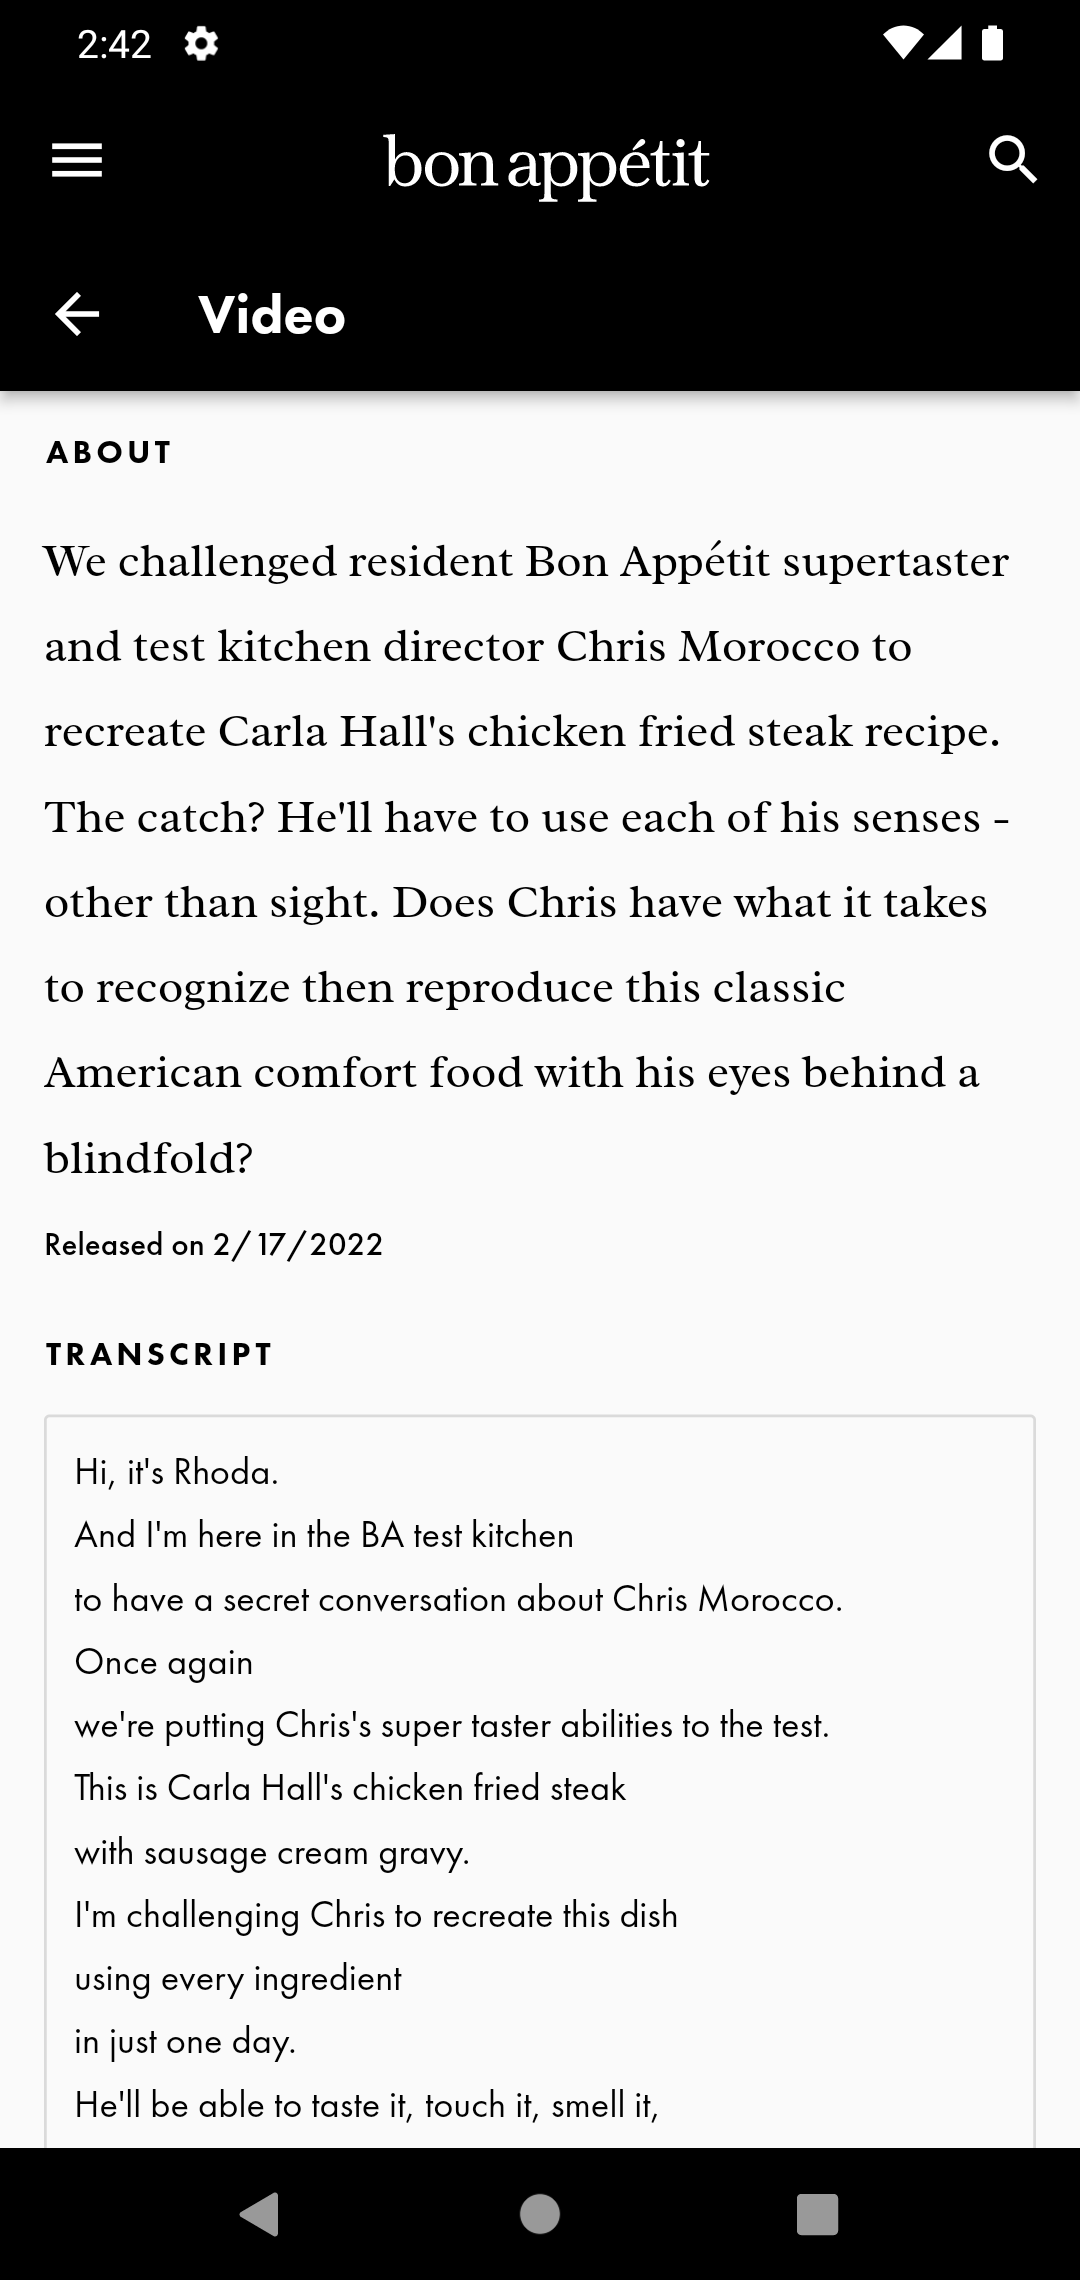 2:42
bon appétit
Video
ABOUT
We challenged resident Bon Appétit supertaster
and test kitchen director Chris Morocco to
recreate Carla Hall's chicken fried steak recipe.
The catch? He'll have to use each of his senses -
other than sight. Does Chris have what it takes
to recognize then reproduce this classic
American comfort food with his eyes behind a
blindfold?
Released on 2/17/2022
TRANSCRIPT
Hi, it's Rhoda.
And I'm here in the BA test kitchen
to have a secret conversation about Chris Morocco.
Once again
we're putting Chris's super taster abilities to the test.
This is Carla Hall's chicken fried steak
with sausage cream gravy.
I'm challenging Chris to recreate this dish
using every ingredient
in just one day.
He'll be able to taste it, touch it, smell it,